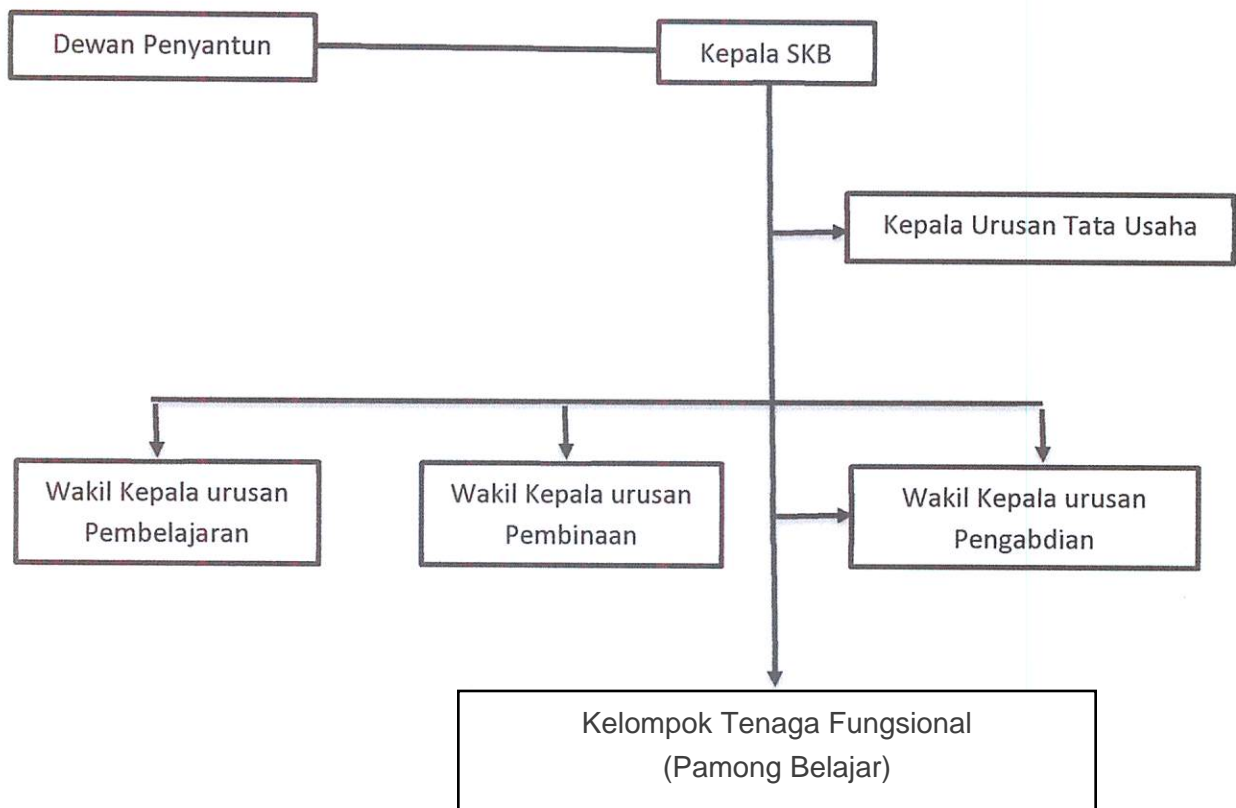 Dewan Penyantun
Kepala SKB
Kepala Urusan Tata Usaha
Wakil Kepala urusan
Pembelajaran
Wakil Kepala urusan
Pembinaan
Wakil Kepala urusan
Pengabdian
Kelompok Tenaga Fungsional
(Pamong Belajar)